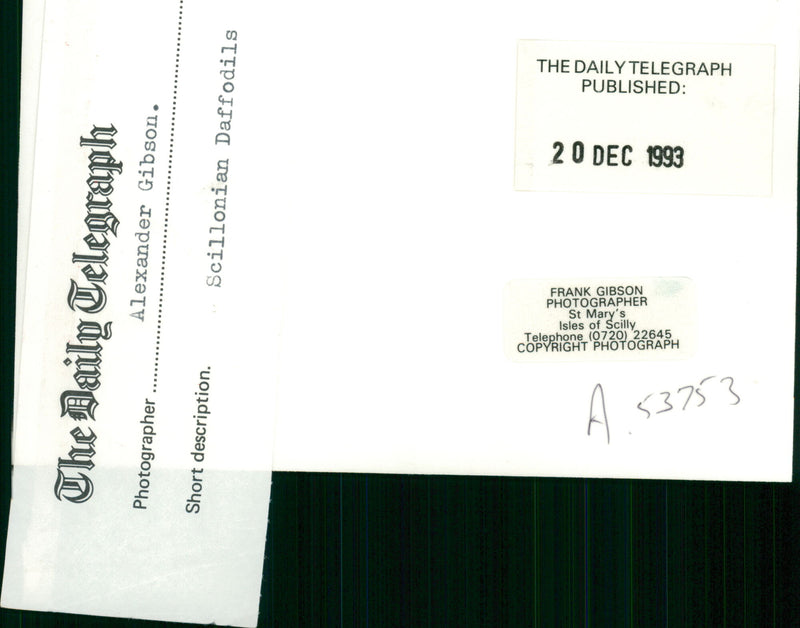 The Daily Telegraph
Photographer Alexander Gibson.
Short description. Scillonian Daffodils
THE DAILY TELEGRAPH
PUBLISHED:
20 DEC 1993
FRANK GIBSON
PHOTOGRAPHER
St Mary's
Isles of Scilly
Telephone (0720) 22645
COPYRIGHT PHOTOGRAPH
A. 53753